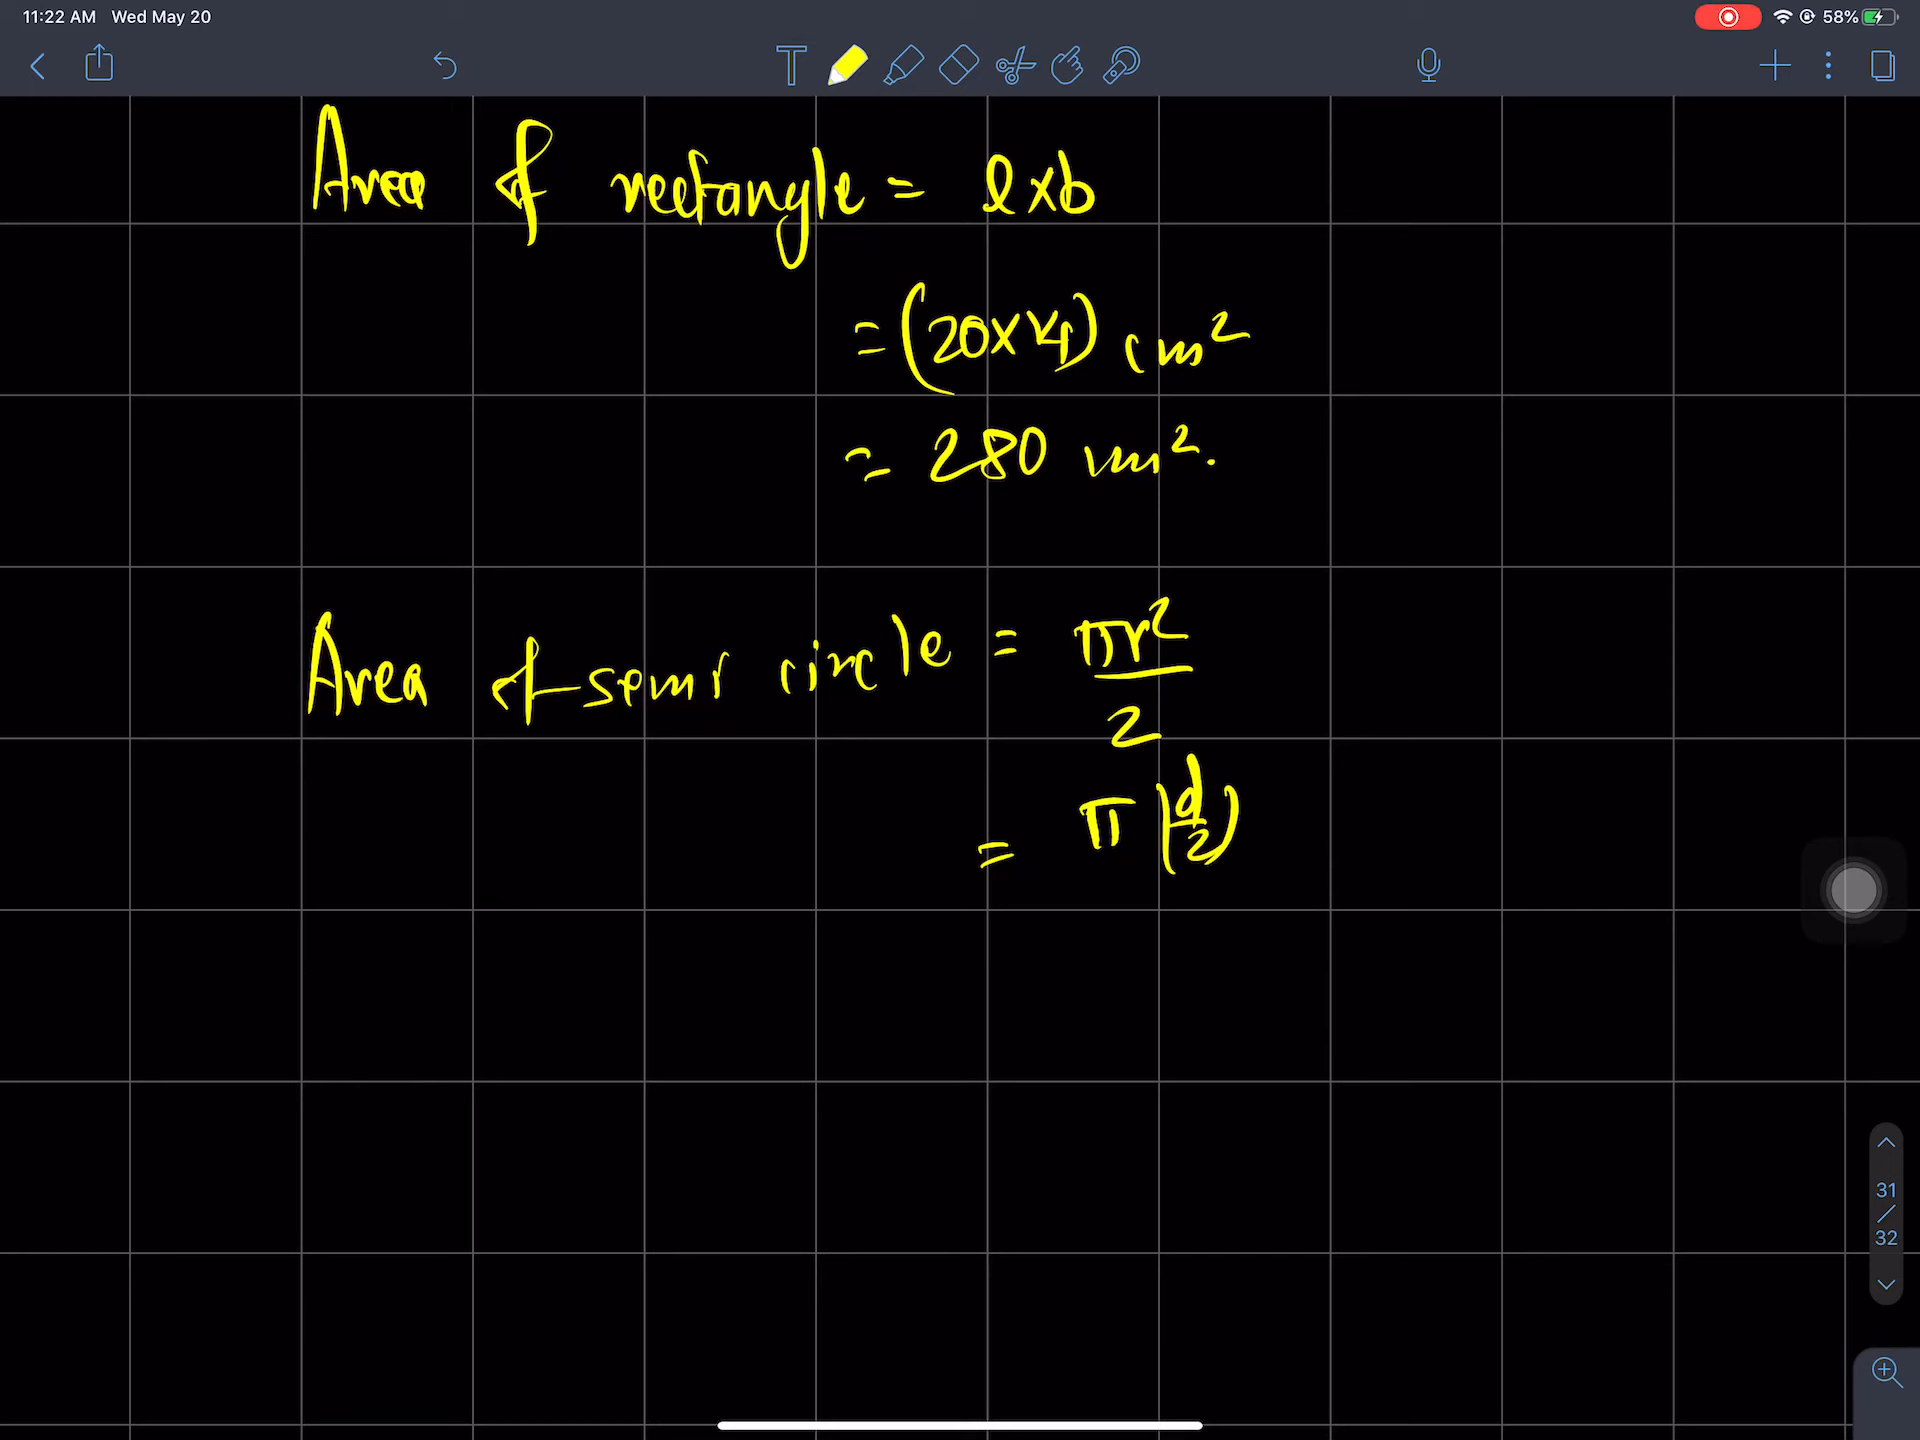 11:22 AM Wed May 20
58%
Area of rectangle = l×b
= (20×14) cm²
= 280 cm².
Area of semi circle = πr²/2
= π(d/2)
31
/
32